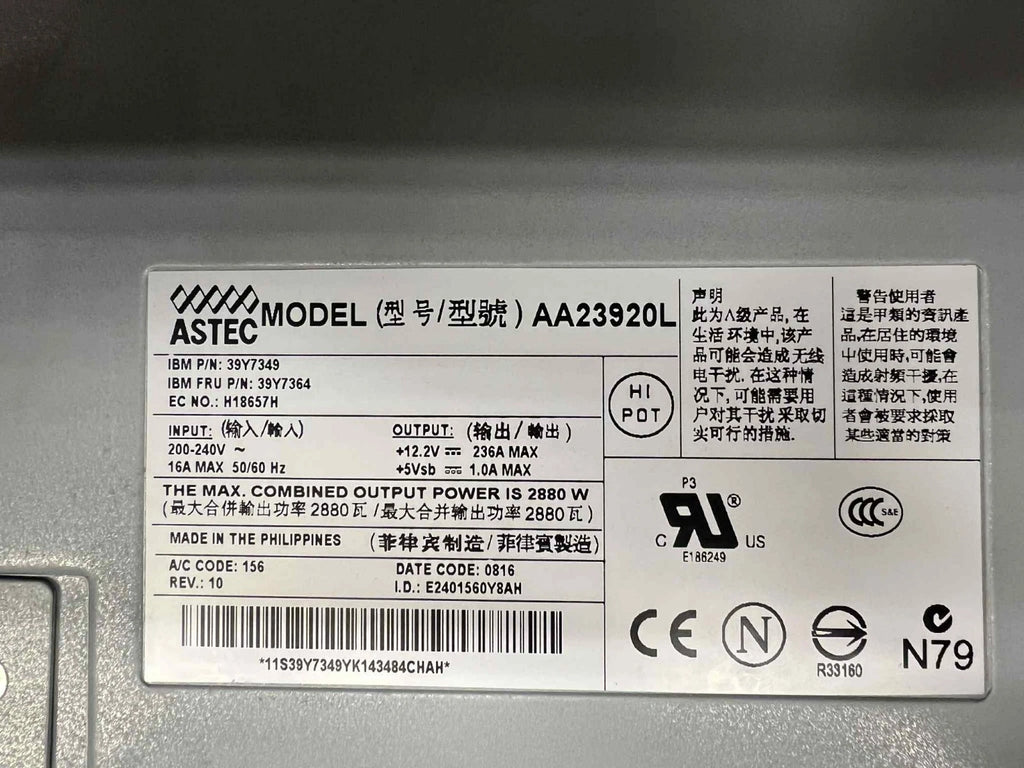 ASTEC MODEL (型号/型號) AA23920L
IBM P/N: 39Y7349
IBM FRU P/N: 39Y7364
EC NO.: H18657H
INPUT: (输入/輸入)
200-240V ~
16A MAX 50/60 Hz
OUTPUT: (输出/輸出)
+12.2V ⎓ 236A MAX
+5Vsb ⎓ 1.0A MAX
THE MAX. COMBINED OUTPUT POWER IS 2880 W
(最大合併輸出功率2880瓦/最大合并输出功率2880瓦)
MADE IN THE PHILIPPINES (菲律宾制造/菲律賓製造)
A/C CODE: 156
REV.: 10
DATE CODE: 0816
I.D.: E2401560Y8AH
*11S39Y7349YK143484CHAH*
HI
POT
声明
此为A级产品,在
生活环境中,该产
品可能会造成无线
电干扰.在这种情
况下,可能需要用
户对其干扰采取切
实可行的措施.
警告使用者
這是甲類的資訊產
品,在居住的環境
中使用時,可能會
造成射頻干擾,在
這種情況下,使用
者會被要求採取
某些適當的對策
P3
C RU ® US
E186249
CCC S&E
CE
N
R33160
N79